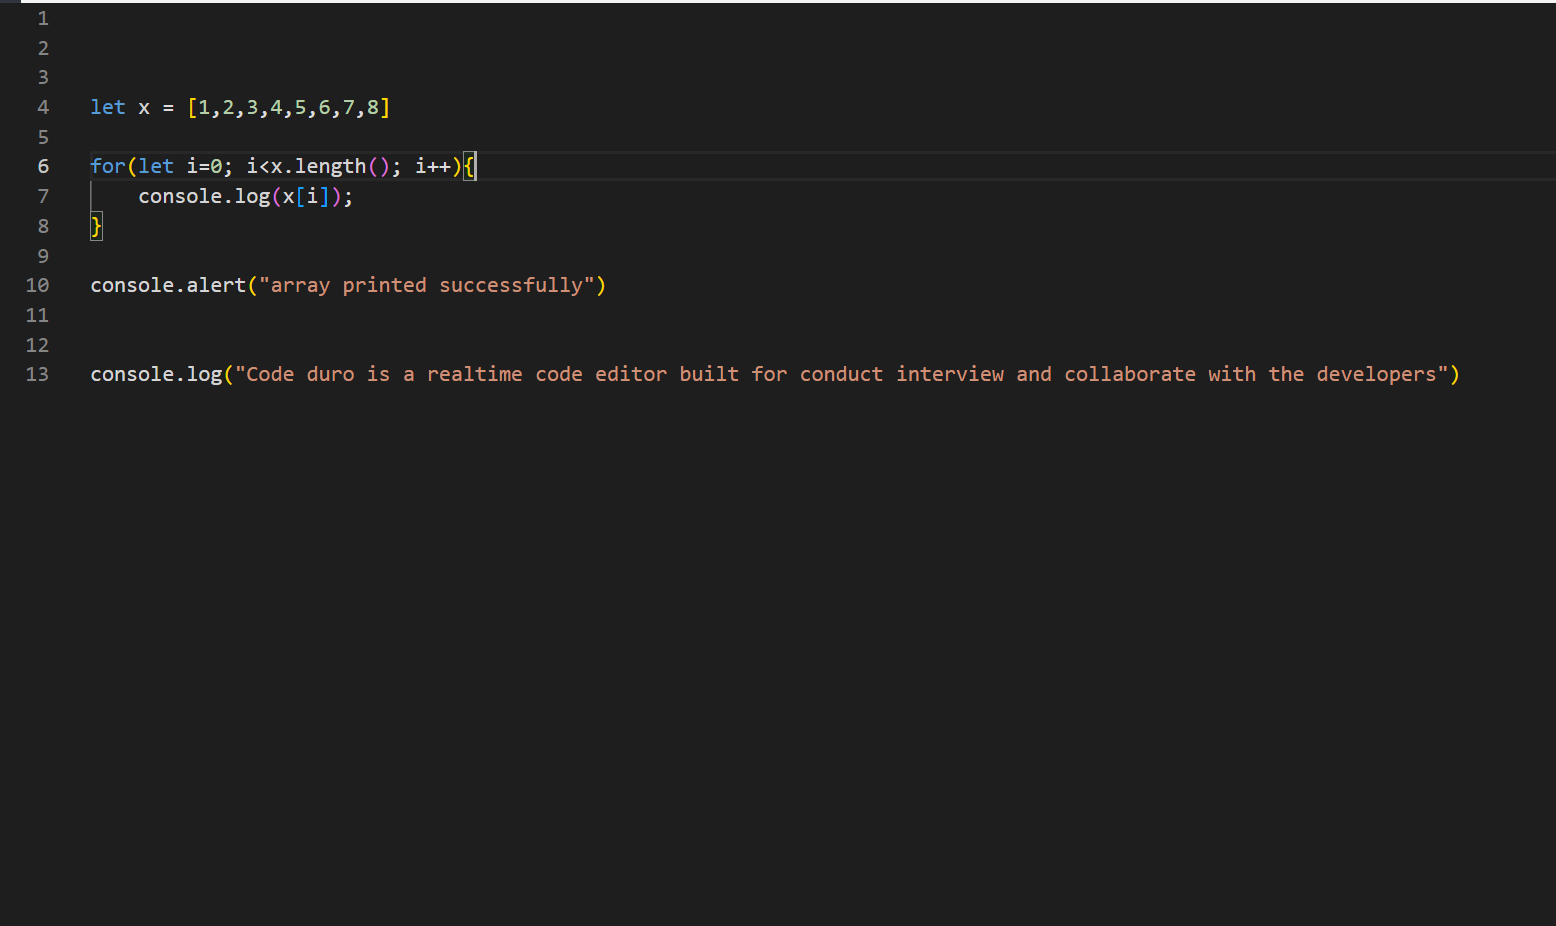 1
2
3
4 let x = [1,2,3,4,5,6,7,8]
5
6 for(let i=0; i<x.length(); i++){
7     console.log(x[i]);
8 }
9
10 console.alert("array printed successfully")
11
12
13 console.log("Code duro is a realtime code editor built for conduct interview and collaborate with the developers")